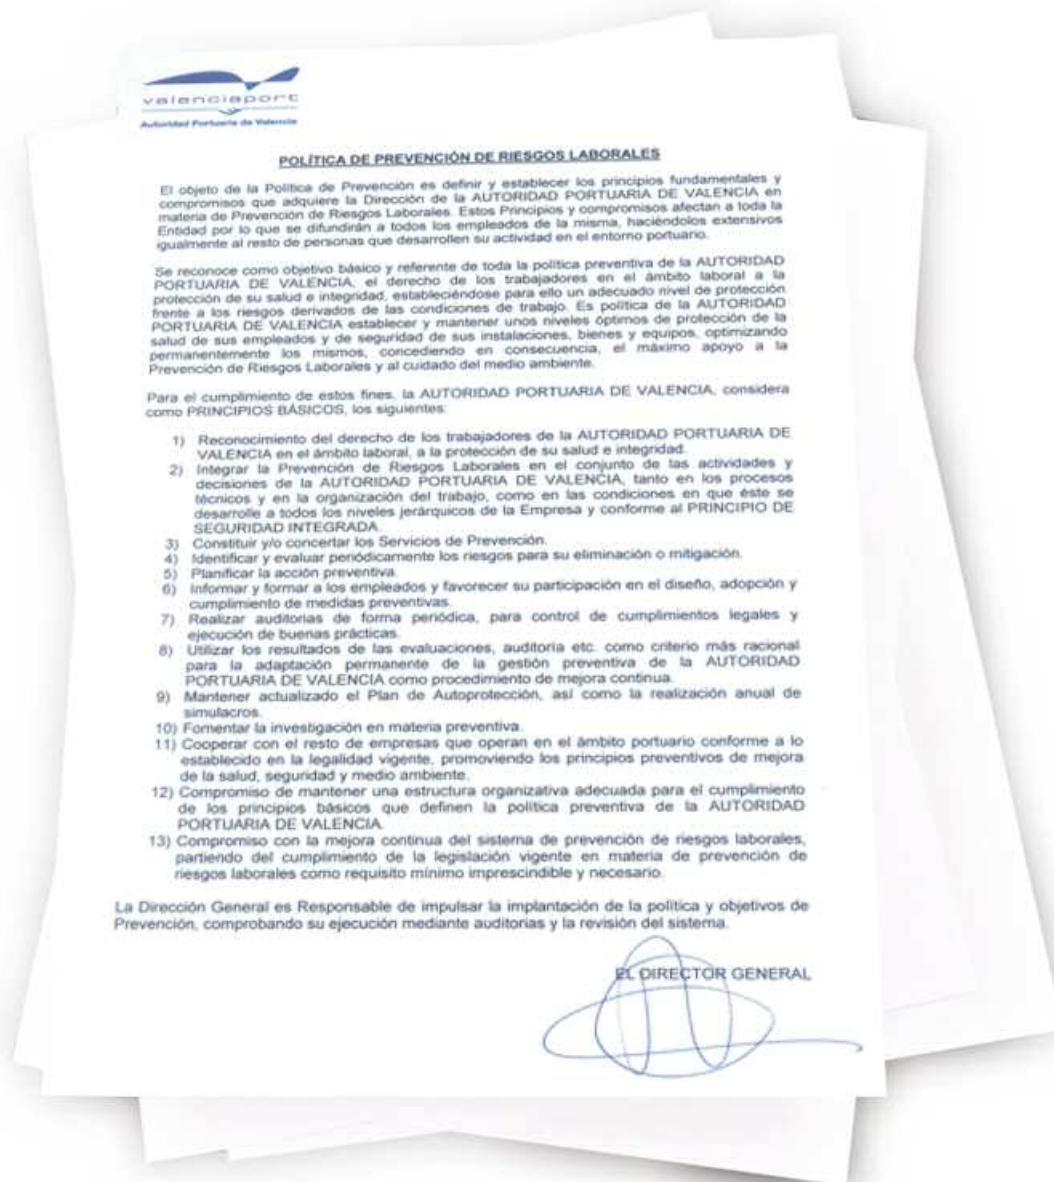 valenciaport
Autoridad Portuaria de Valencia
POLÍTICA DE PREVENCIÓN DE RIESGOS LABORALES
El objeto de la Política de Prevención es definir y establecer los principios fundamentales y
compromisos que adquiere la Dirección de la AUTORIDAD PORTUARIA DE VALENCIA en
materia de Prevención de Riesgos Laborales. Estos Principios y compromisos afectan a toda la
Entidad por lo que se difundirán a todos los empleados de la misma, haciéndolos extensivos
igualmente al resto de personas que desarrollen su actividad en el entorno portuario.
Se reconoce como objetivo básico y referente de toda la política preventiva de la AUTORIDAD
PORTUARIA DE VALENCIA, el derecho de los trabajadores en el ámbito laboral a la
protección de su salud e integridad, estableciéndose para ello un adecuado nivel de protección
frente a los riesgos derivados de las condiciones de trabajo. Es política de la AUTORIDAD
PORTUARIA DE VALENCIA establecer y mantener unos niveles óptimos de protección de la
salud de sus empleados y de seguridad de sus instalaciones, bienes y equipos, optimizando
permanentemente los mismos, concediendo en consecuencia, el máximo apoyo a la
Prevención de Riesgos Laborales y al cuidado del medio ambiente.
Para el cumplimiento de estos fines, la AUTORIDAD PORTUARIA DE VALENCIA, considera
como PRINCIPIOS BÁSICOS, los siguientes:
1) Reconocimiento del derecho de los trabajadores de la AUTORIDAD PORTUARIA DE
VALENCIA en el ámbito laboral, a la protección de su salud e integridad.
2) Integrar la Prevención de Riesgos Laborales en el conjunto de las actividades y
decisiones de la AUTORIDAD PORTUARIA DE VALENCIA, tanto en los procesos
técnicos y en la organización del trabajo, como en las condiciones en que éste se
desarrolle a todos los niveles jerárquicos de la Empresa y conforme al PRINCIPIO DE
SEGURIDAD INTEGRADA.
3) Constituir y/o concertar los Servicios de Prevención.
4) Identificar y evaluar periódicamente los riesgos para su eliminación o mitigación.
5) Planificar la acción preventiva.
6) Informar y formar a los empleados y favorecer su participación en el diseño, adopción y
cumplimiento de medidas preventivas.
7) Realizar auditorias de forma periódica, para control de cumplimientos legales y
ejecución de buenas prácticas.
8) Utilizar los resultados de las evaluaciones, auditoria etc. como criterio más racional
para la adaptación permanente de la gestión preventiva de la AUTORIDAD
PORTUARIA DE VALENCIA como procedimiento de mejora continua.
9) Mantener actualizado el Plan de Autoprotección, así como la realización anual de
simulacros.
10) Fomentar la investigación en materia preventiva.
11) Cooperar con el resto de empresas que operan en el ámbito portuario conforme a lo
establecido en la legalidad vigente, promoviendo los principios preventivos de mejora
de la salud, seguridad y medio ambiente.
12) Compromiso de mantener una estructura organizativa adecuada para el cumplimiento
de los principios básicos que definen la política preventiva de la AUTORIDAD
PORTUARIA DE VALENCIA.
13) Compromiso con la mejora continua del sistema de prevención de riesgos laborales,
partiendo del cumplimiento de la legislación vigente en materia de prevención de
riesgos laborales como requisito mínimo imprescindible y necesario.
La Dirección General es Responsable de impulsar la implantación de la política y objetivos de
Prevención, comprobando su ejecución mediante auditorias y la revisión del sistema.
EL DIRECTOR GENERAL